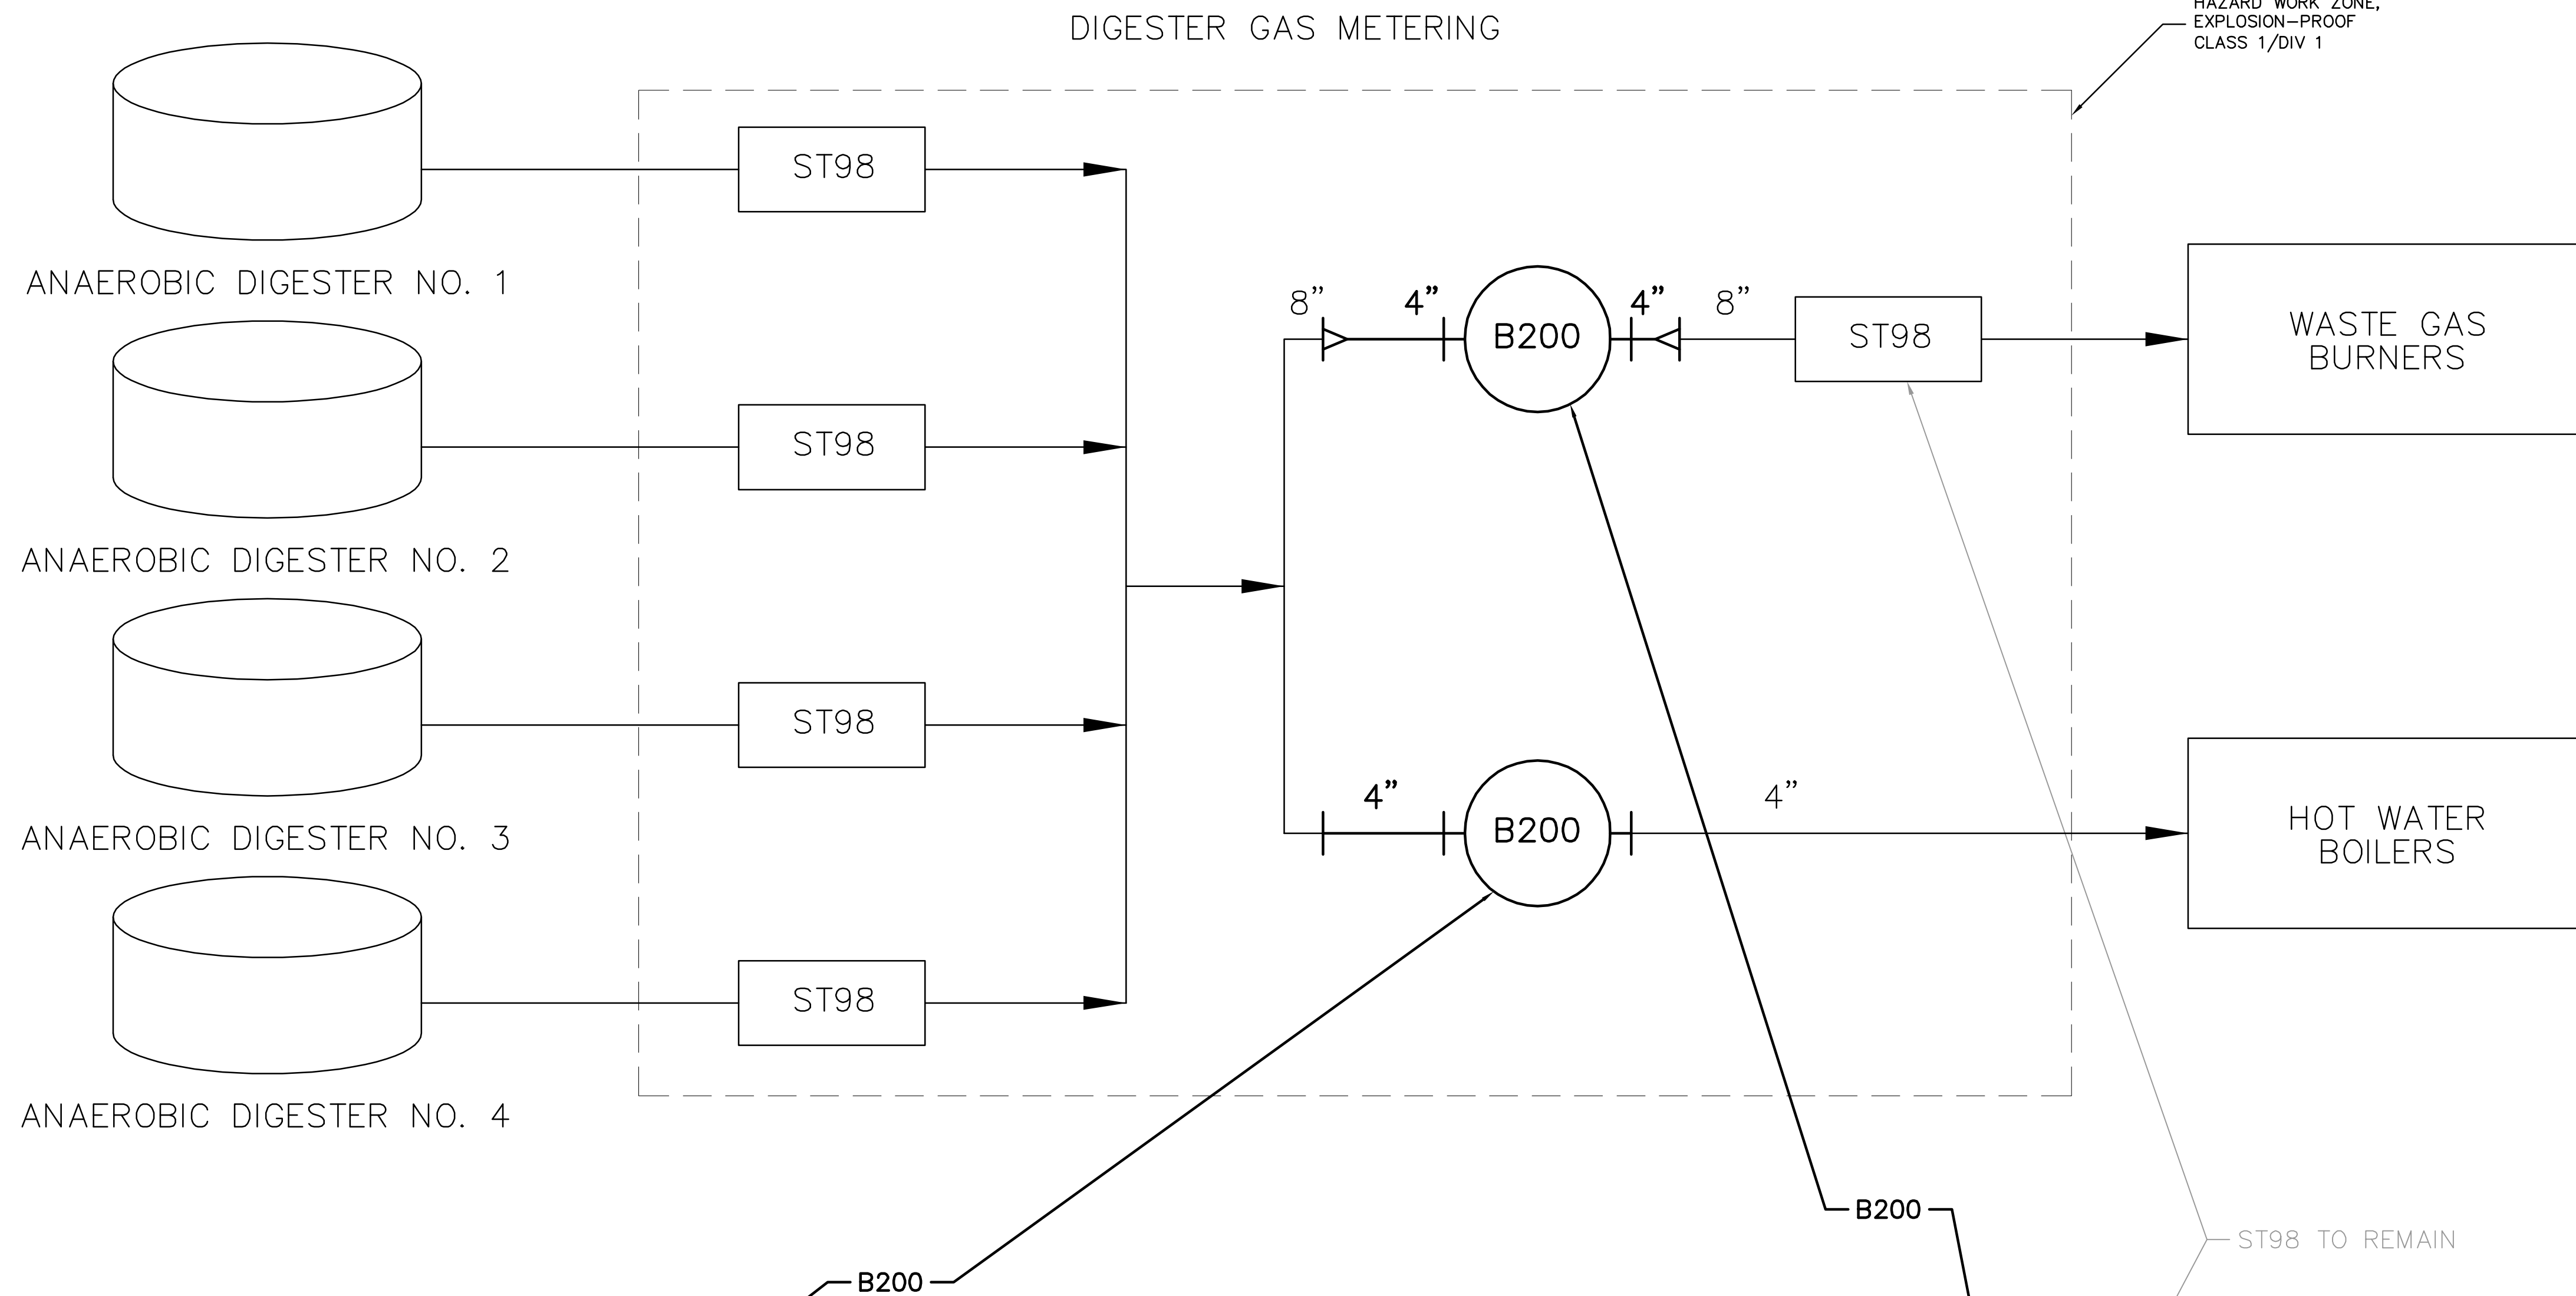 DIGESTER GAS METERING
HAZARD WORK ZONE,
EXPLOSION-PROOF
CLASS 1/DIV 1
ST98
ANAEROBIC DIGESTER NO. 1
8" 4" B200 4" 8" ST98
WASTE GAS
BURNERS
ST98
ANAEROBIC DIGESTER NO. 2
ST98
ANAEROBIC DIGESTER NO. 3
4" B200 4"
HOT WATER
BOILERS
ST98
ANAEROBIC DIGESTER NO. 4
B200
ST98 TO REMAIN
B200